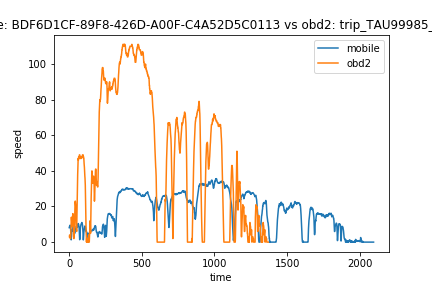 e: BDF6D1CF-89F8-426D-A00F-C4A52D5C0113 vs obd2: trip_TAU99985_
mobile
obd2
100
80
60
40
20
0
speed
0 500 1000 1500 2000
time